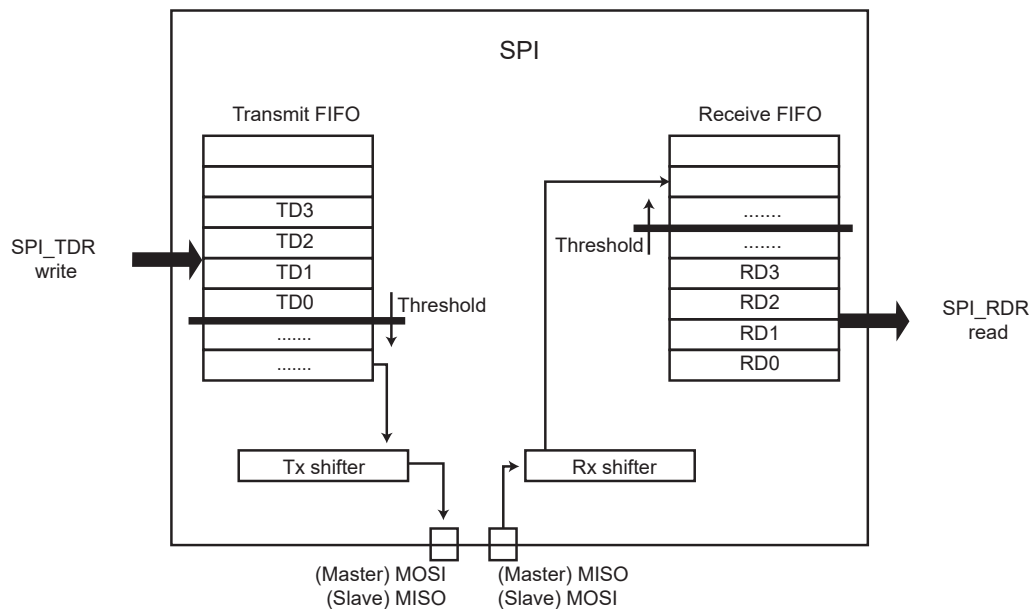 SPI
Transmit FIFO
Receive FIFO
TD3
TD2
TD1
TD0
.......
.......
SPI_TDR
write
Threshold
Threshold
.......
.......
RD3
RD2
RD1
RD0
SPI_RDR
read
Tx shifter
Rx shifter
(Master) MOSI
(Slave) MISO
(Master) MISO
(Slave) MOSI